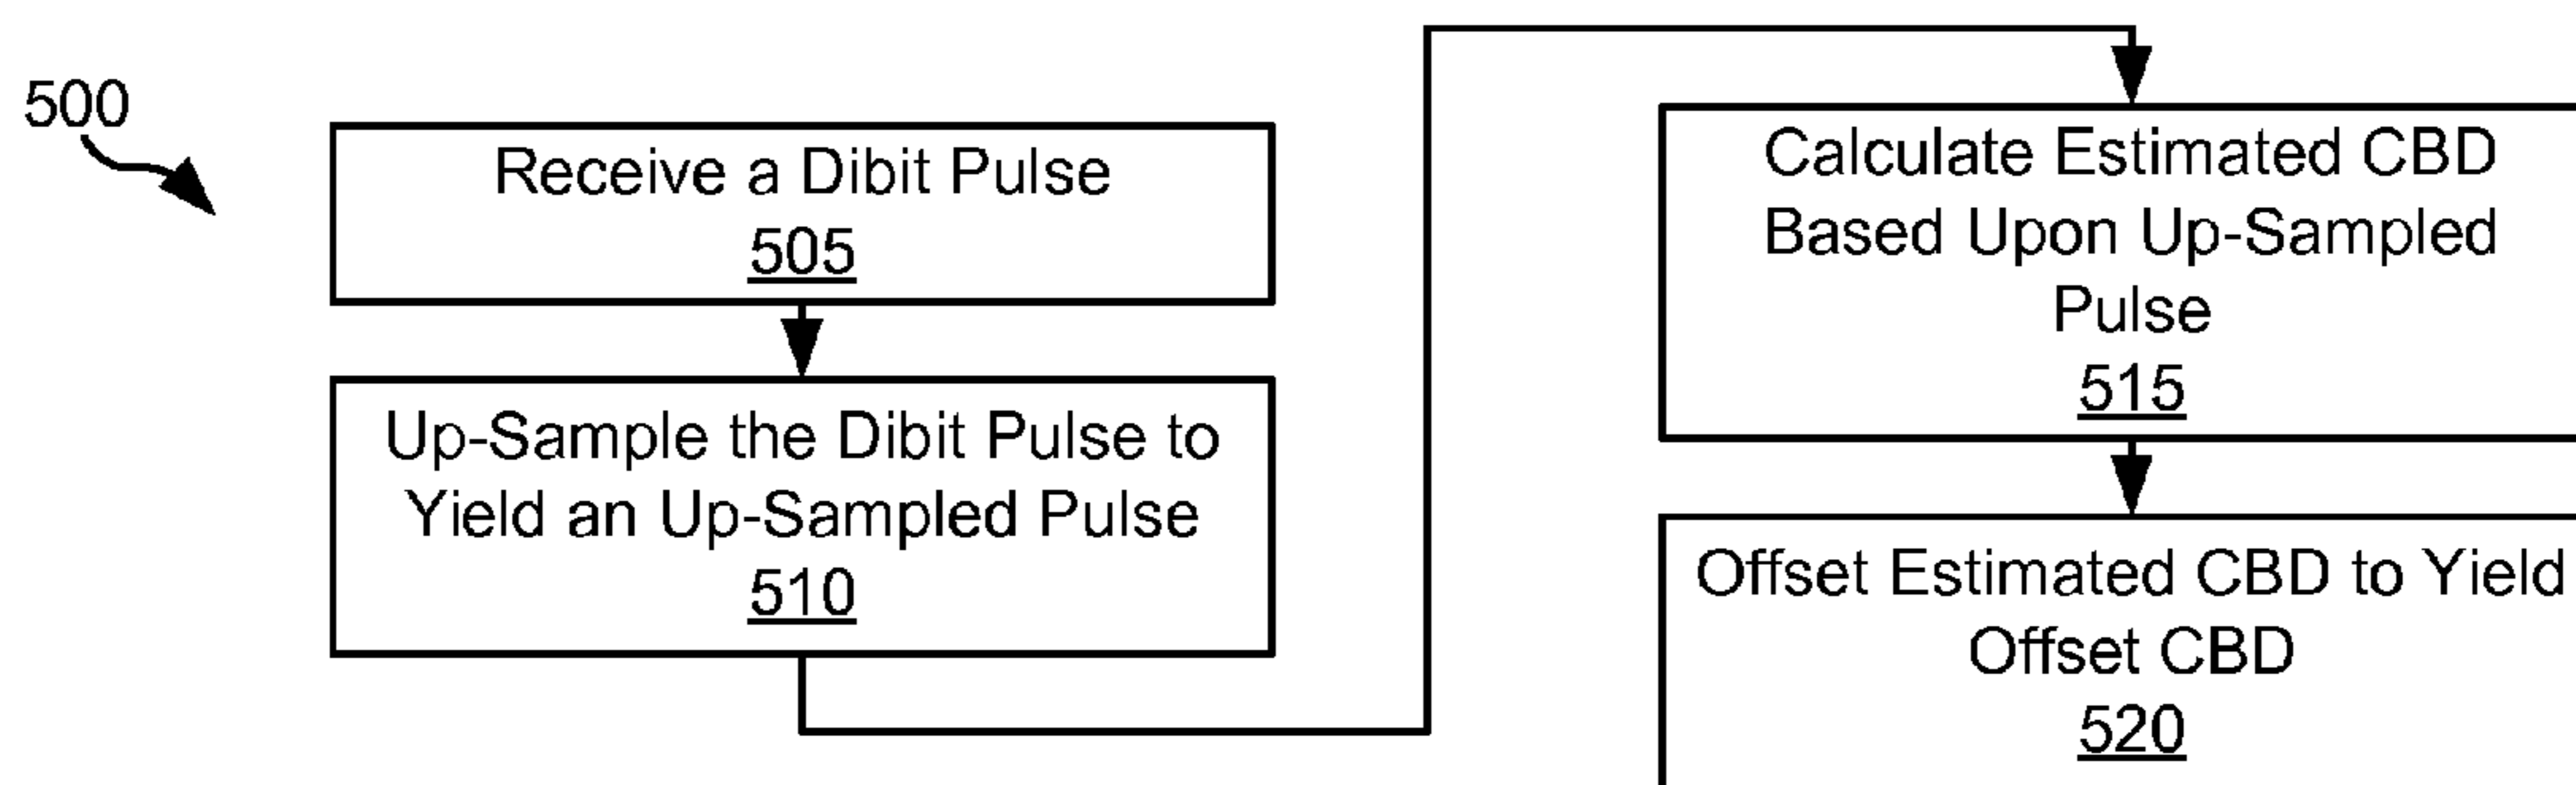 500
Receive a Dibit Pulse
505
Up-Sample the Dibit Pulse to
Yield an Up-Sampled Pulse
510
Calculate Estimated CBD
Based Upon Up-Sampled
Pulse
515
Offset Estimated CBD to Yield
Offset CBD
520